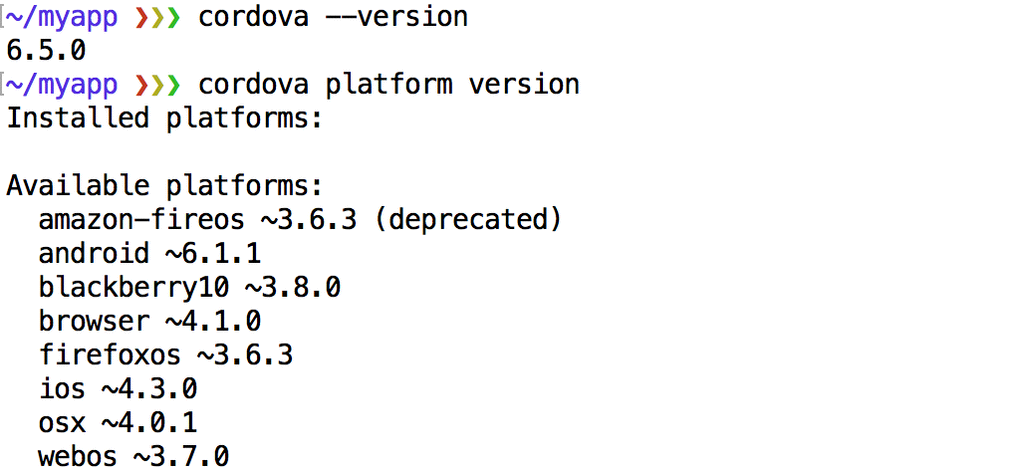 [~/myapp ❯❯❯ cordova --version
6.5.0
[~/myapp ❯❯❯ cordova platform version
Installed platforms:
Available platforms:
  amazon-fireos ~3.6.3 (deprecated)
  android ~6.1.1
  blackberry10 ~3.8.0
  browser ~4.1.0
  firefoxos ~3.6.3
  ios ~4.3.0
  osx ~4.0.1
  webos ~3.7.0